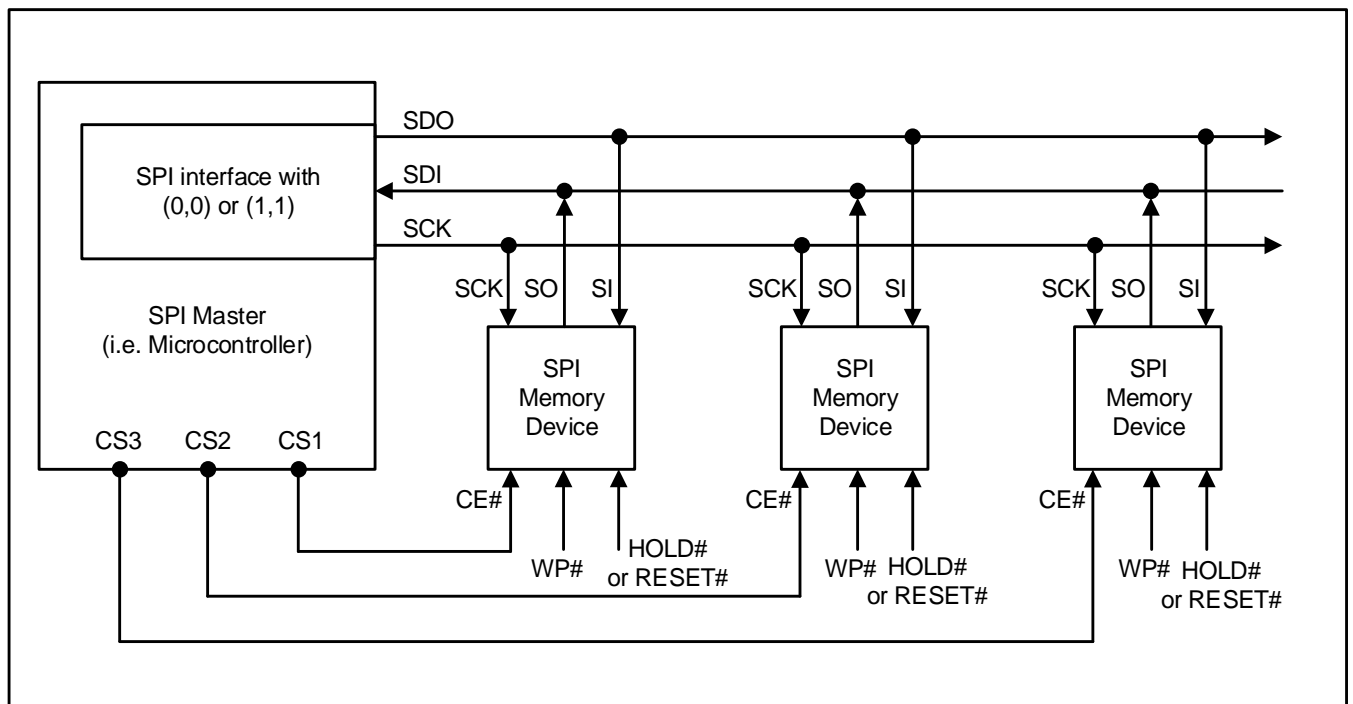 SDO
SPI interface with
(0,0) or (1,1)
SDI
SCK
SPI Master
(i.e. Microcontroller)
SCK SO SI
SCK SO SI
SCK SO SI
SPI
Memory
Device
SPI
Memory
Device
SPI
Memory
Device
CS3 CS2 CS1
CE#
WP#
HOLD#
or RESET#
CE#
WP#
HOLD#
or RESET#
CE#
WP#
HOLD#
or RESET#